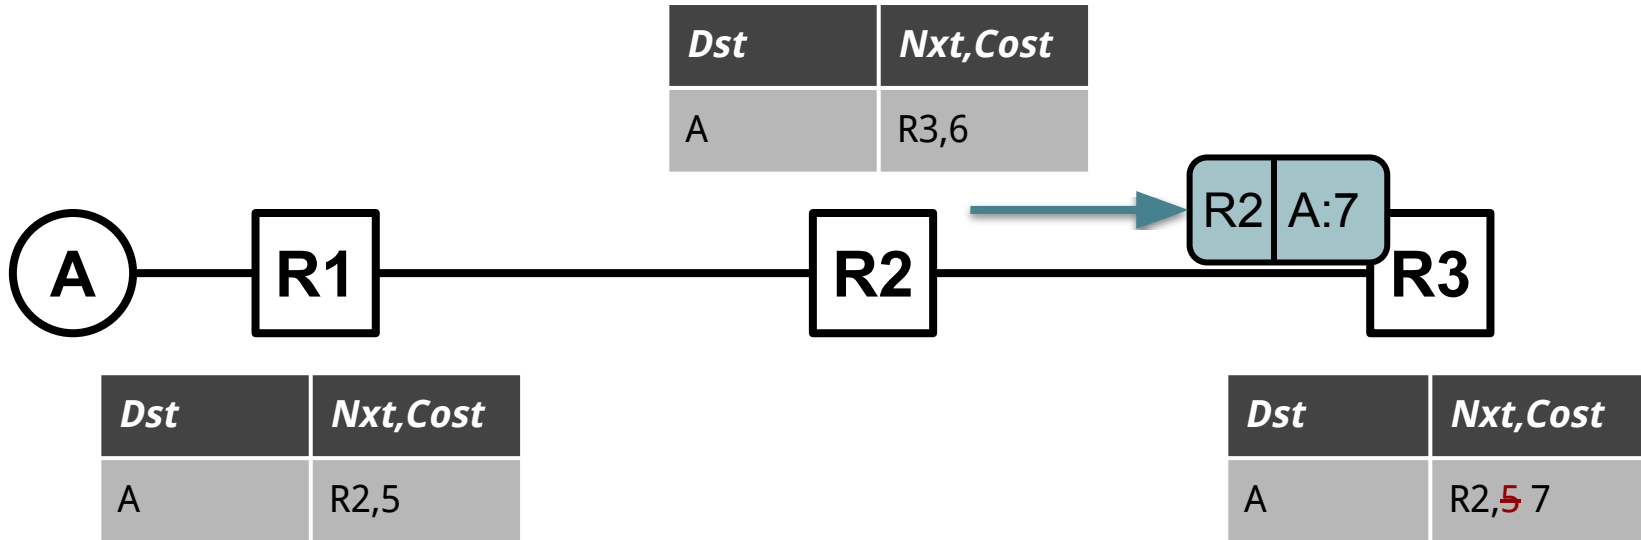 Dst Nxt,Cost
A R3,6
R2 A:7
A R1 R2 R3
Dst Nxt,Cost
A R2,5
Dst Nxt,Cost
A R2,5 7